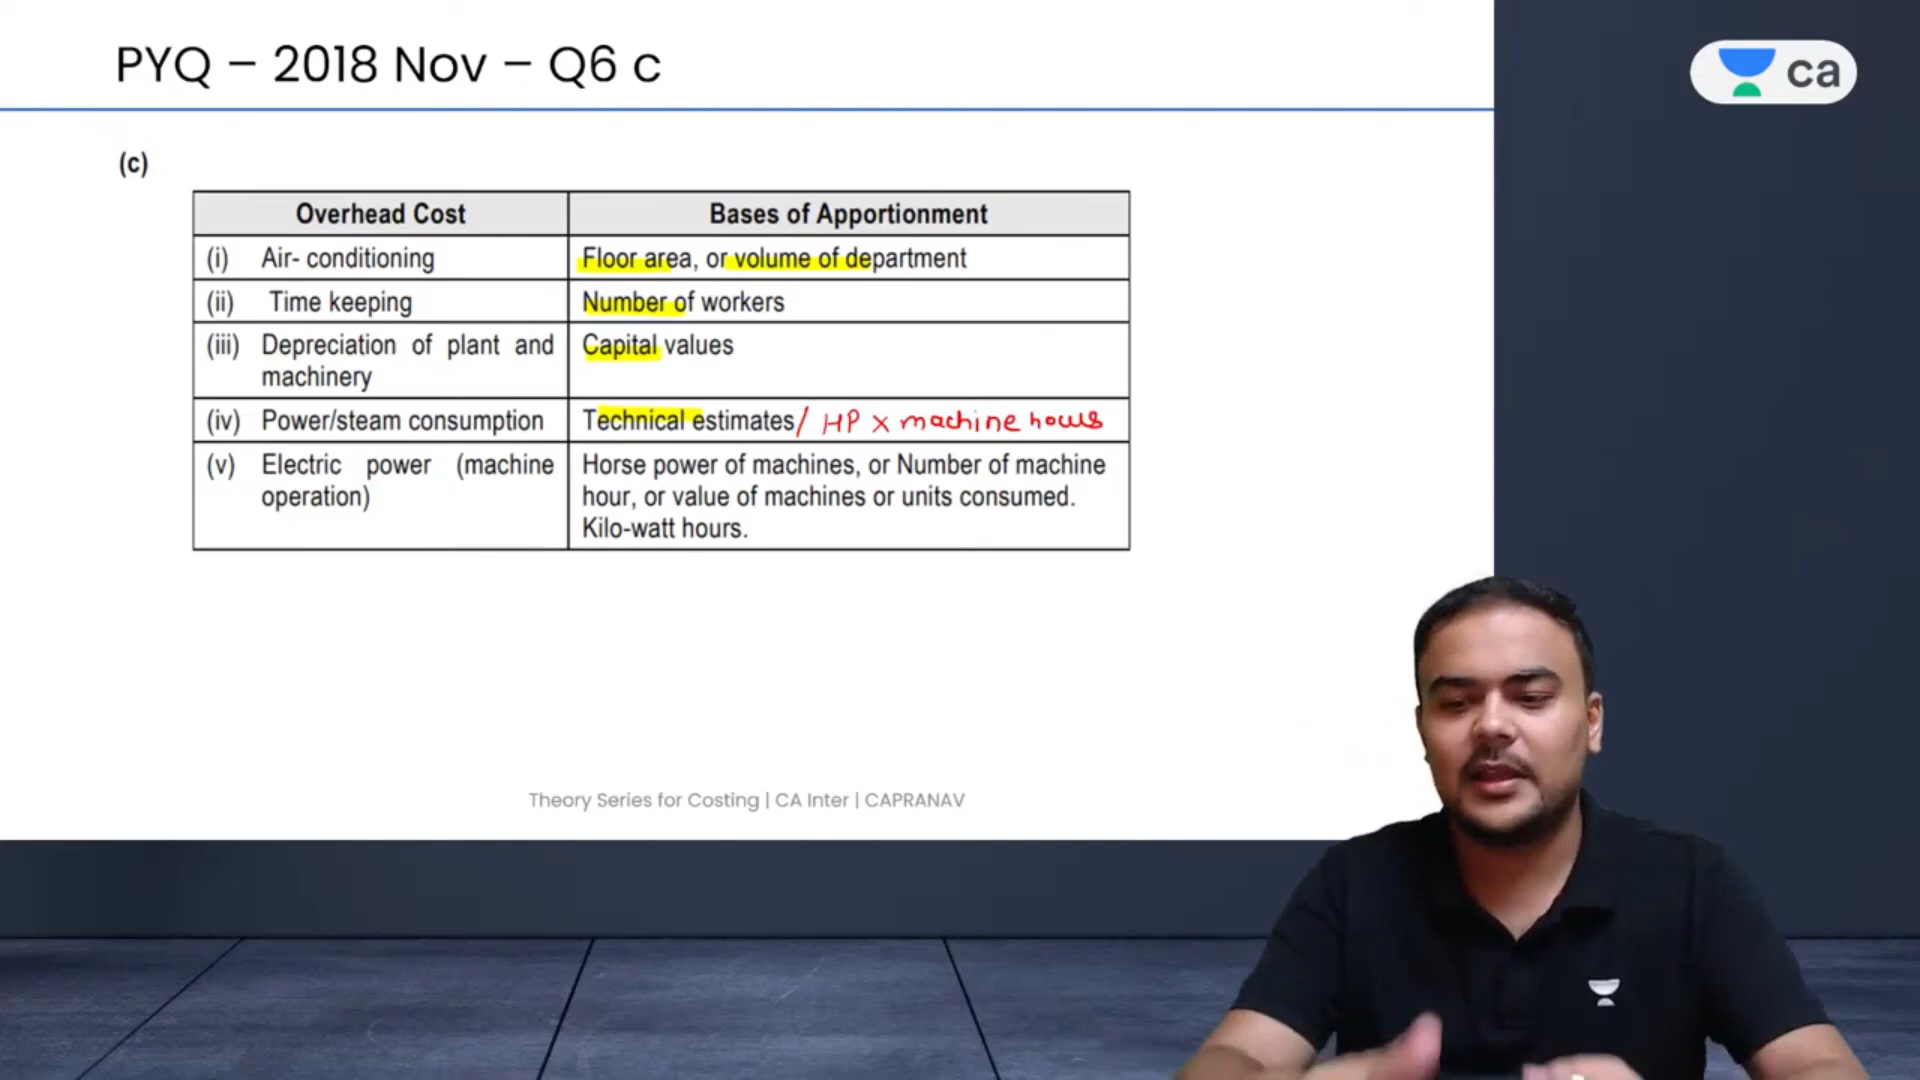 PYQ – 2018 Nov – Q6 c
ca
(c)
Overhead Cost
Bases of Apportionment
(i) Air- conditioning
Floor area, or volume of department
(ii) Time keeping
Number of workers
(iii) Depreciation of plant and
machinery
Capital values
(iv) Power/steam consumption
Technical estimates/ HP x machine hours
(v) Electric power (machine
operation)
Horse power of machines, or Number of machine
hour, or value of machines or units consumed.
Kilo-watt hours.
Theory Series for Costing | CA Inter | CAPRANAV